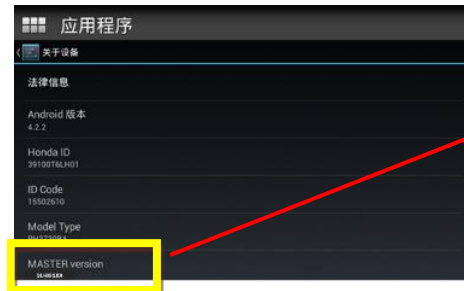 应用程序
关于设备
法律信息
Android 版本
4.2.2
Honda ID
39100T6LH01
ID Code
15502610
Model Type
MASTER version